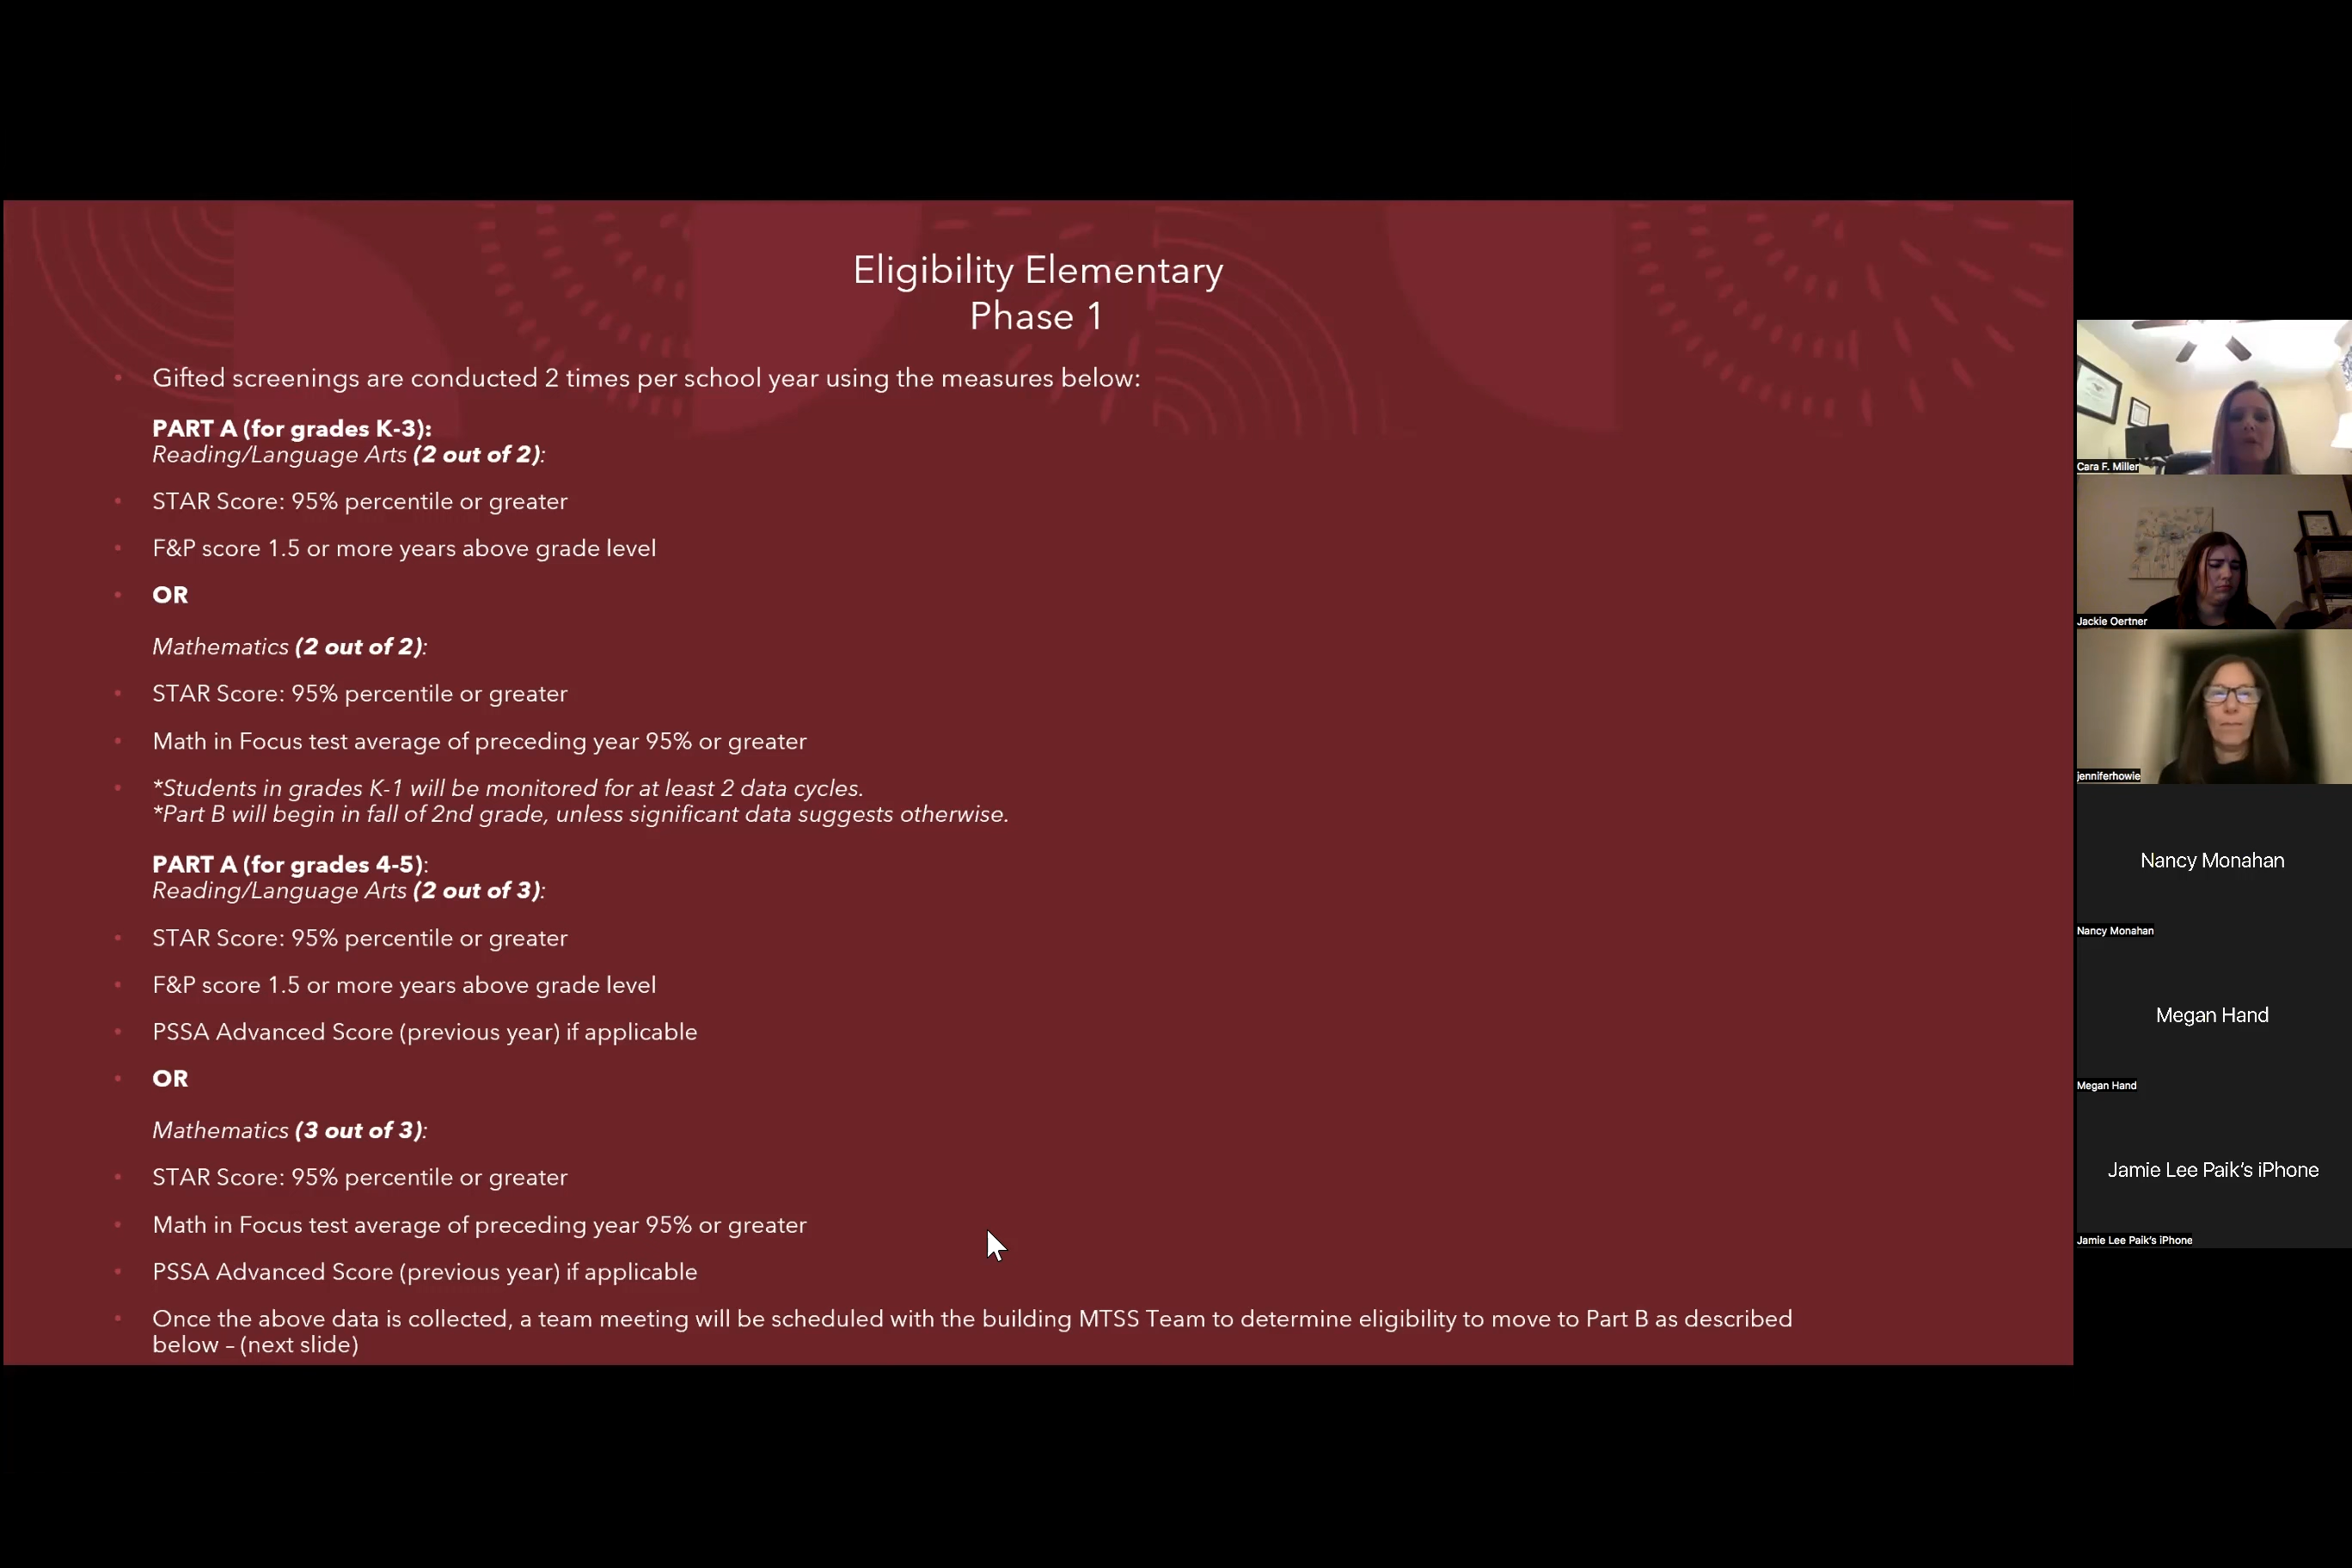 Eligibility Elementary
Phase 1
Gifted screenings are conducted 2 times per school year using the measures below:
PART A (for grades K-3):
Reading/Language Arts (2 out of 2):
STAR Score: 95% percentile or greater
F&P score 1.5 or more years above grade level
OR
Mathematics (2 out of 2):
STAR Score: 95% percentile or greater
Math in Focus test average of preceding year 95% or greater
*Students in grades K-1 will be monitored for at least 2 data cycles.
*Part B will begin in fall of 2nd grade, unless significant data suggests otherwise.
PART A (for grades 4-5):
Reading/Language Arts (2 out of 3):
STAR Score: 95% percentile or greater
F&P score 1.5 or more years above grade level
PSSA Advanced Score (previous year) if applicable
OR
Mathematics (3 out of 3):
STAR Score: 95% percentile or greater
Math in Focus test average of preceding year 95% or greater
PSSA Advanced Score (previous year) if applicable
Once the above data is collected, a team meeting will be scheduled with the building MTSS Team to determine eligibility to move to Part B as described
below – (next slide)
Cara F. Miller
Jackie Oertner
jenniferhowie
Nancy Monahan
Nancy Monahan
Megan Hand
Megan Hand
Jamie Lee Paik's iPhone
Jamie Lee Paik's iPhone